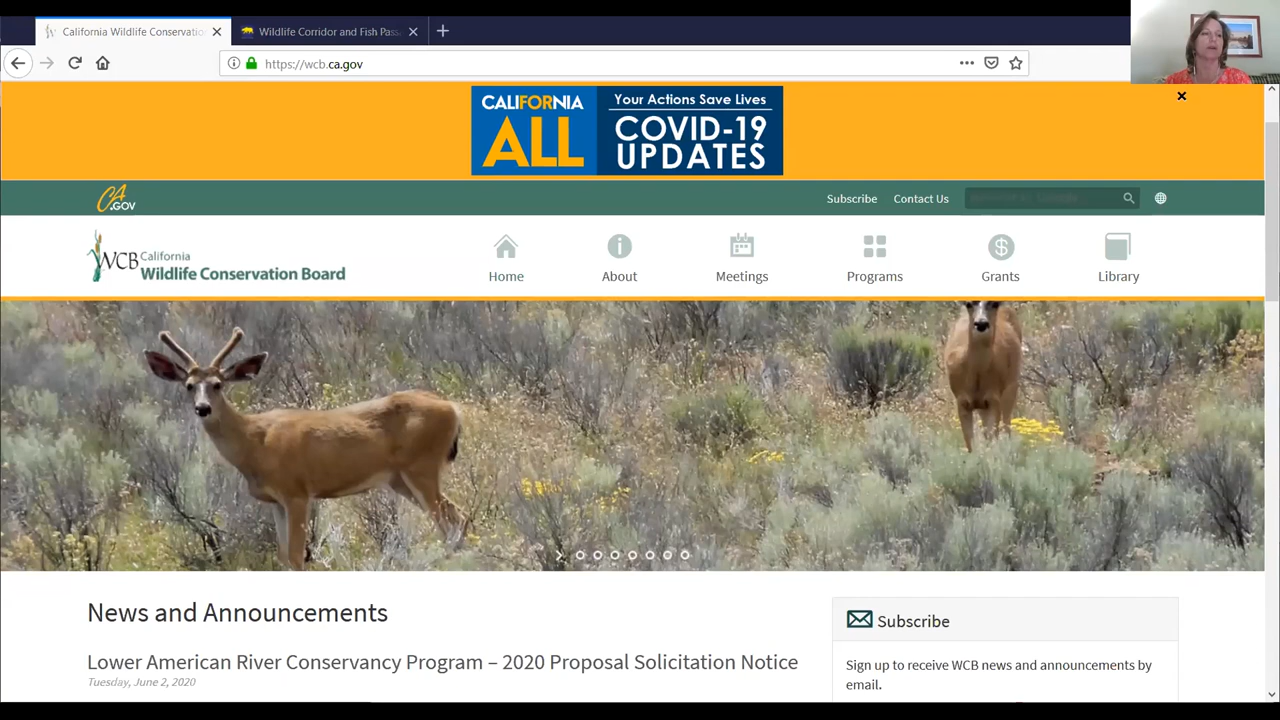 California Wildlife Conservatio
Wildlife Corridor and Fish Pass
https://wcb.ca.gov
CALIFORNIA
ALL
Your Actions Save Lives
COVID-19
UPDATES
CA
.GOV
Subscribe
Contact Us
WCB California
Wildlife Conservation Board
Home
About
Meetings
Programs
Grants
Library
News and Announcements
Lower American River Conservancy Program – 2020 Proposal Solicitation Notice
Tuesday, June 2, 2020
Subscribe
Sign up to receive WCB news and announcements by
email.